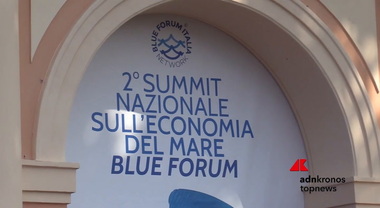 BLUE FORUM ITALIA
NETWORK
2° SUMMIT
NAZIONALE
SULL'ECONOMIA
DEL MARE
BLUE FORUM
adnkronos
topnews